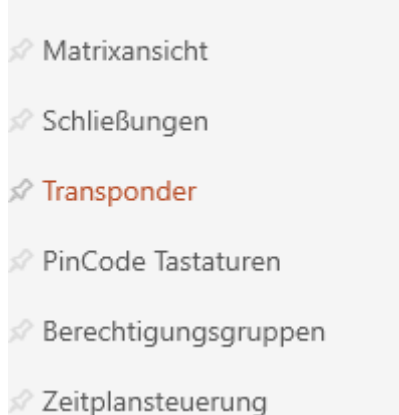 Matrixansicht
Schließungen
Transponder
PinCode Tastaturen
Berechtigungsgruppen
Zeitplansteuerung